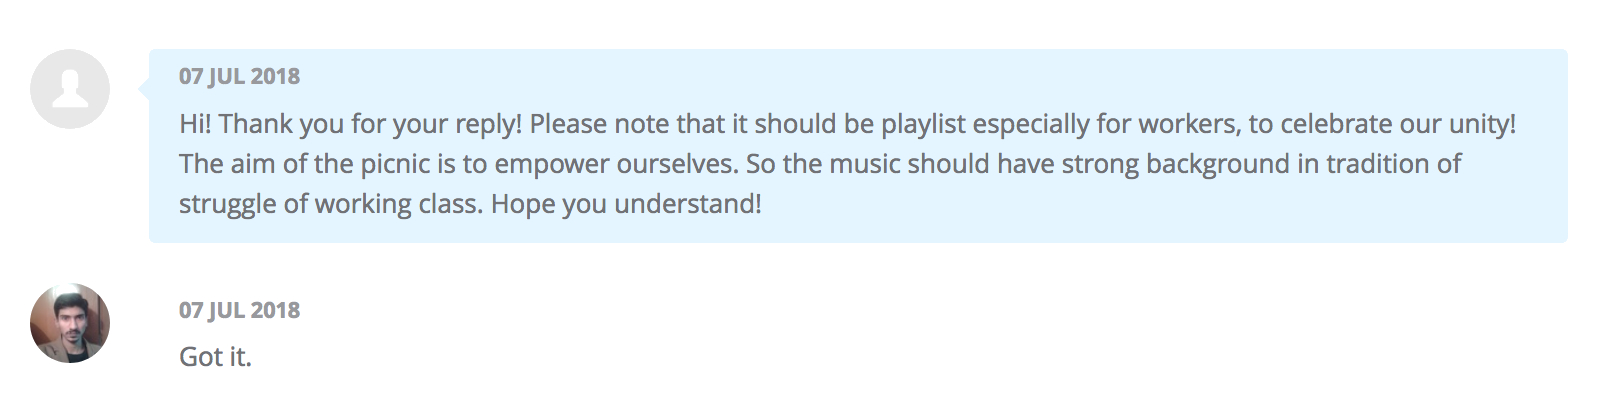 07 JUL 2018
Hi! Thank you for your reply! Please note that it should be playlist especially for workers, to celebrate our unity!
The aim of the picnic is to empower ourselves. So the music should have strong background in tradition of
struggle of working class. Hope you understand!
07 JUL 2018
Got it.